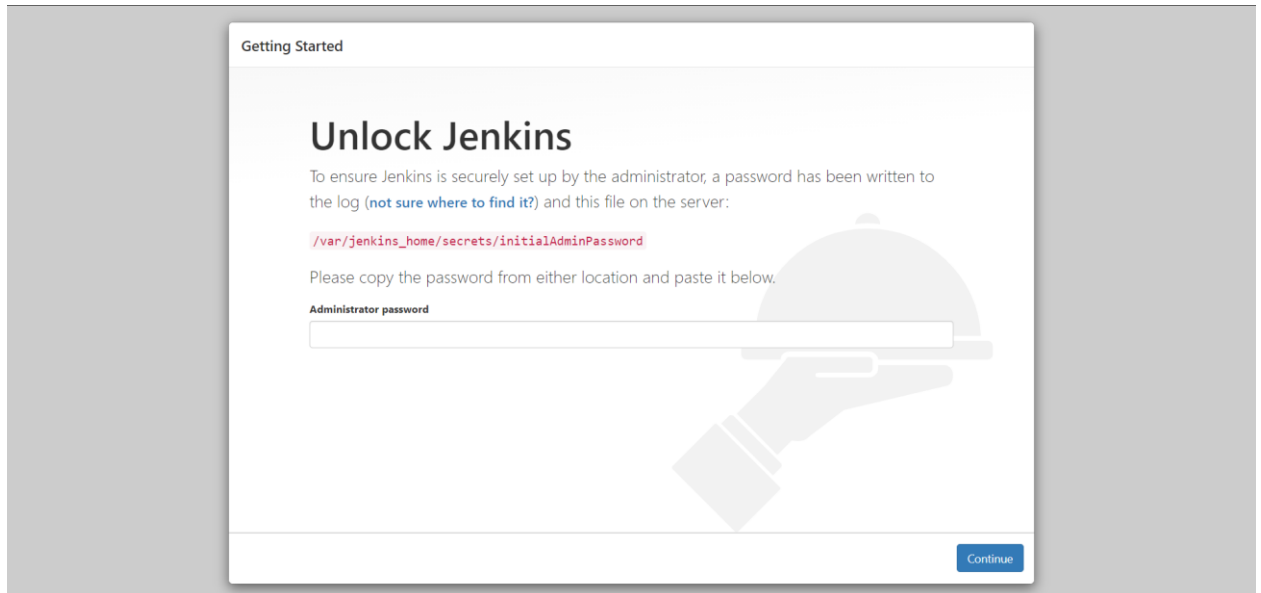 Getting Started
Unlock Jenkins
To ensure Jenkins is securely set up by the administrator, a password has been written to
the log (not sure where to find it?) and this file on the server:
/var/jenkins_home/secrets/initialAdminPassword
Please copy the password from either location and paste it below.
Administrator password
Continue